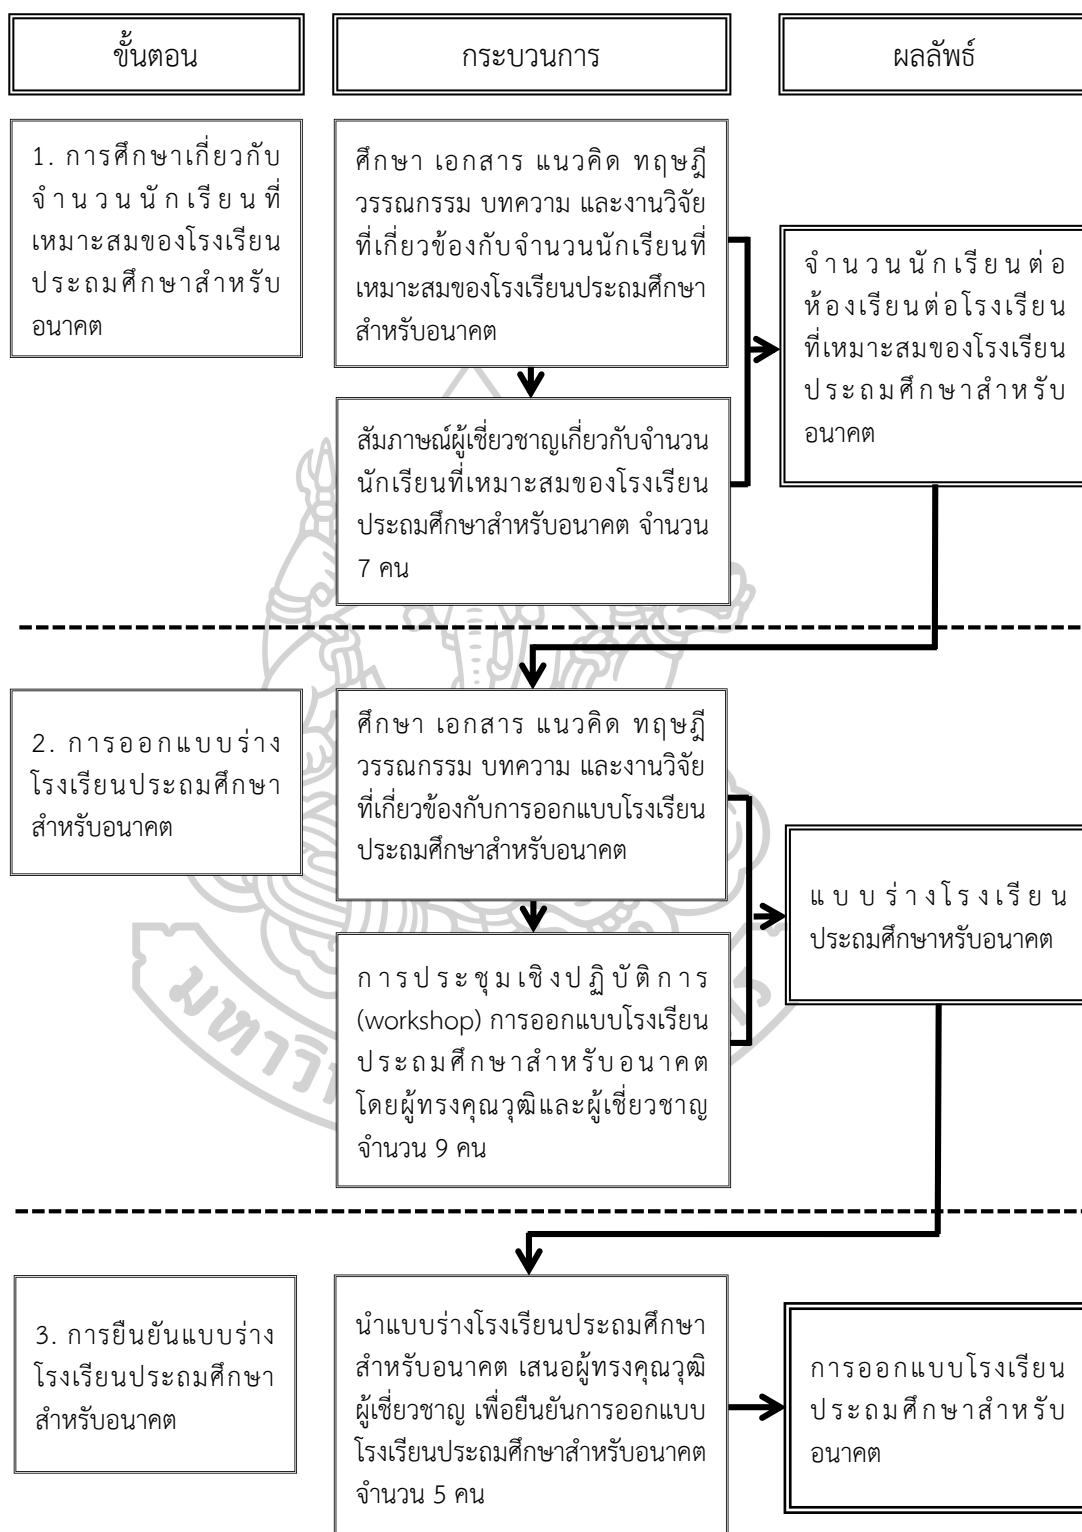 ขั้นตอน
กระบวนการ
ผลลัพธ์
1. การศึกษาเกี่ยวกับ
จำนวนนักเรียนที่
เหมาะสมของโรงเรียน
ประถมศึกษาสำหรับ
อนาคต
ศึกษา เอกสาร แนวคิด ทฤษฎี
วรรณกรรม บทความ และงานวิจัย
ที่เกี่ยวข้องกับจำนวนนักเรียนที่
เหมาะสมของโรงเรียนประถมศึกษา
สำหรับอนาคต
สัมภาษณ์ผู้เชี่ยวชาญเกี่ยวกับจำนวน
นักเรียนที่เหมาะสมของโรงเรียน
ประถมศึกษาสำหรับอนาคต จำนวน
7 คน
จำนวนนักเรียนต่อ
ห้องเรียนต่อโรงเรียน
ที่เหมาะสมของโรงเรียน
ประถมศึกษาสำหรับ
อนาคต
2. การออกแบบร่าง
โรงเรียนประถมศึกษา
สำหรับอนาคต
ศึกษา เอกสาร แนวคิด ทฤษฎี
วรรณกรรม บทความ และงานวิจัย
ที่เกี่ยวข้องกับการออกแบบโรงเรียน
ประถมศึกษาสำหรับอนาคต
การประชุมเชิงปฏิบัติการ
(workshop) การออกแบบโรงเรียน
ประถมศึกษาสำหรับอนาคต
โดยผู้ทรงคุณวุฒิและผู้เชี่ยวชาญ
จำนวน 9 คน
แบบร่างโรงเรียน
ประถมศึกษาหรับอนาคต
3. การยืนยันแบบร่าง
โรงเรียนประถมศึกษา
สำหรับอนาคต
นำแบบร่างโรงเรียนประถมศึกษา
สำหรับอนาคต เสนอผู้ทรงคุณวุฒิ
ผู้เชี่ยวชาญ เพื่อยืนยันการออกแบบ
โรงเรียนประถมศึกษาสำหรับอนาคต
จำนวน 5 คน
การออกแบบโรงเรียน
ประถมศึกษาสำหรับ
อนาคต